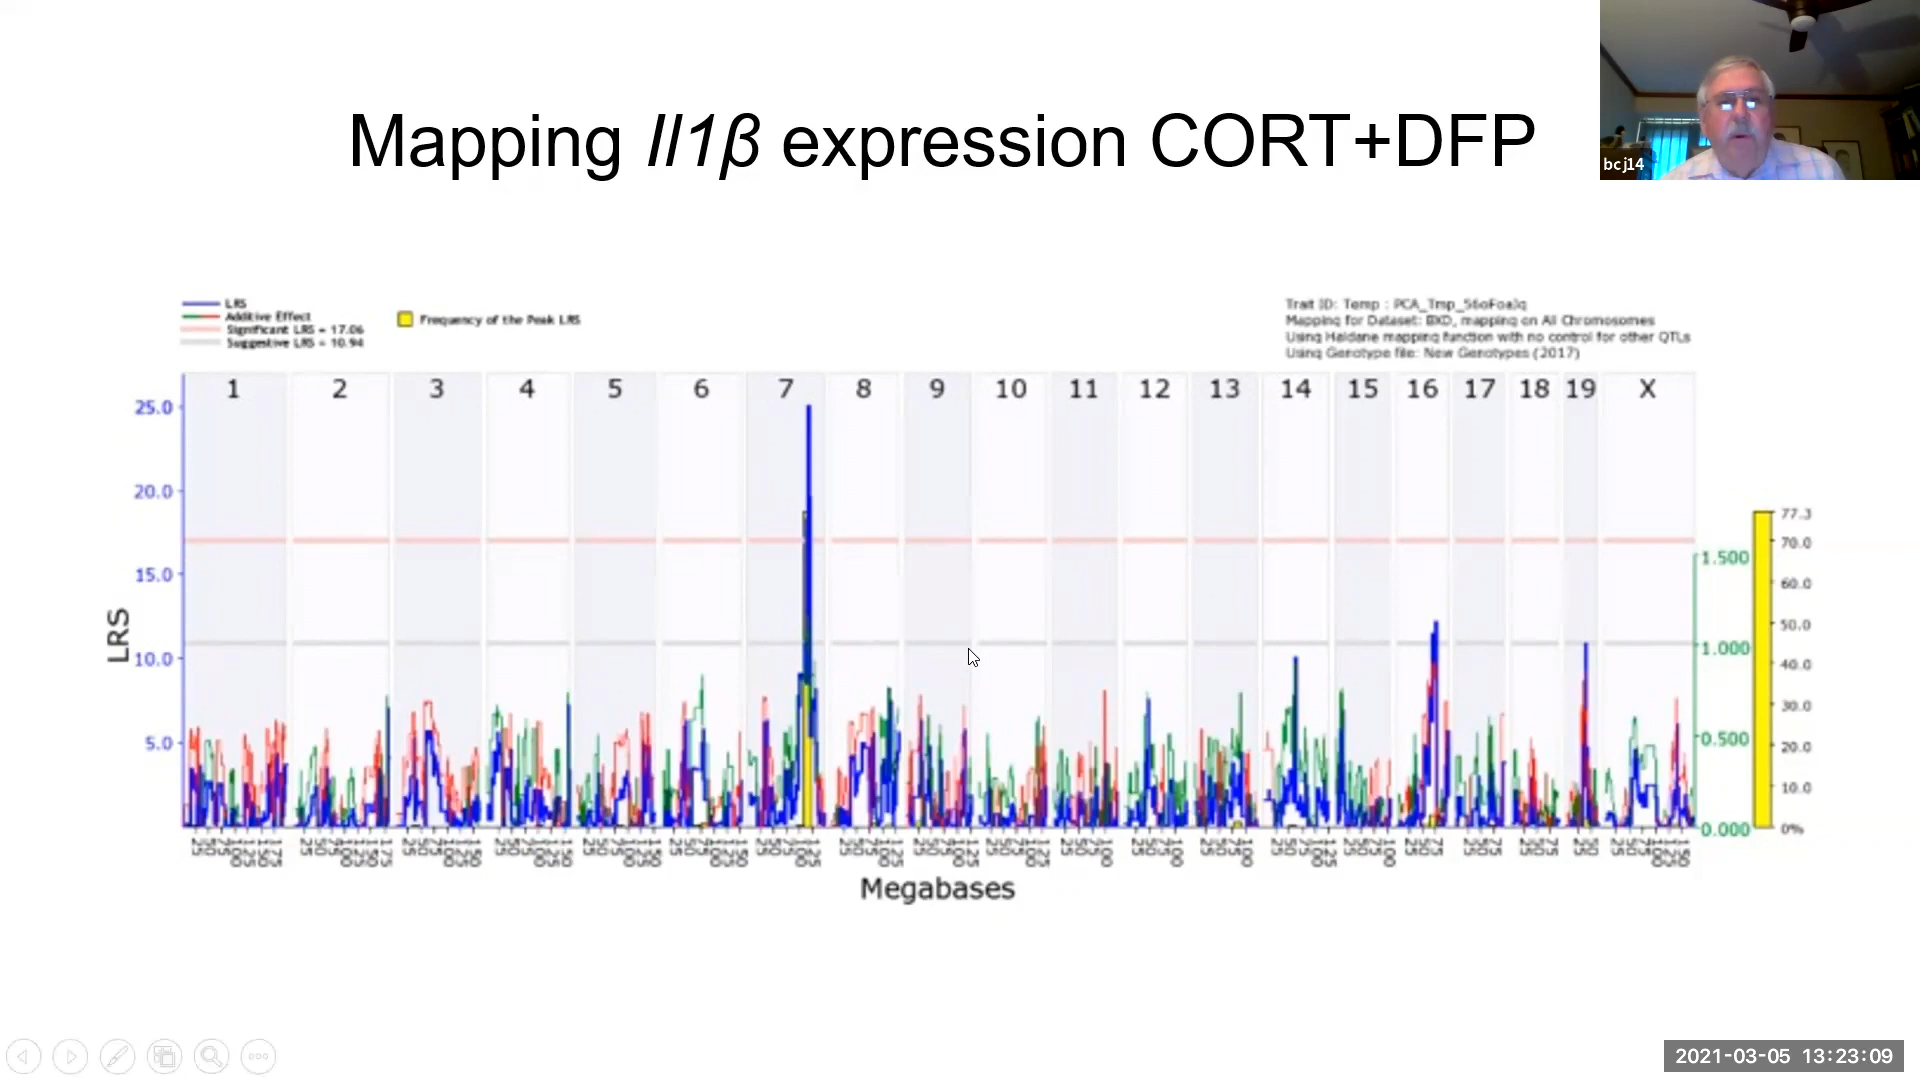 Mapping Il1β expression CORT+DFP
bcj14
LRS
Additive Effect
Significant LRS = 17.06
Suggestive LRS = 10.94
Frequency of the Peak LRS
Mapping for Dataset: BXD, mapping on All Chromosomes
Using Haldane mapping function with no control for other QTLs
Using Genotype file: New Genotypes (2017)
1 2 3 4 5 6 7 8 9 10 11 12 13 14 15 16 17 18 19 X
25.0
20.0
15.0
10.0
5.0
LRS
1.500
1.000
0.500
0.000
77.3
70.0
60.0
50.0
40.0
30.0
20.0
10.0
0%
Megabases
2021-03-05 13:23:09